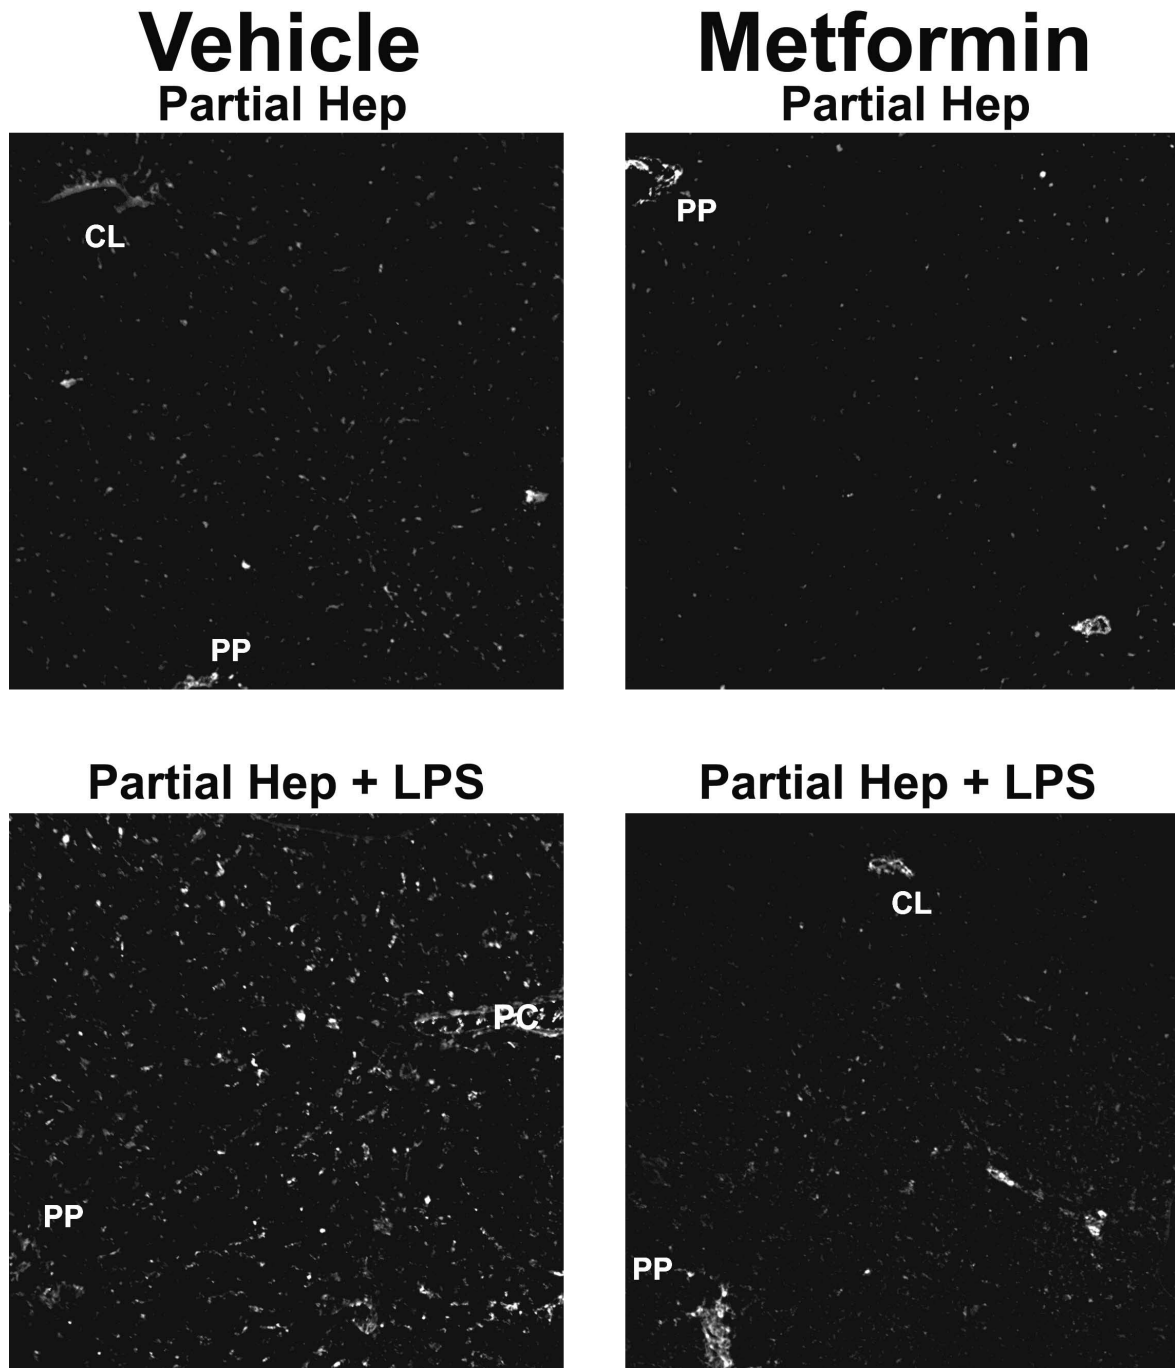 Vehicle
Metformin
Partial Hep
Partial Hep
CL
PP
PP
Partial Hep + LPS
Partial Hep + LPS
CL
PC
PP
PP